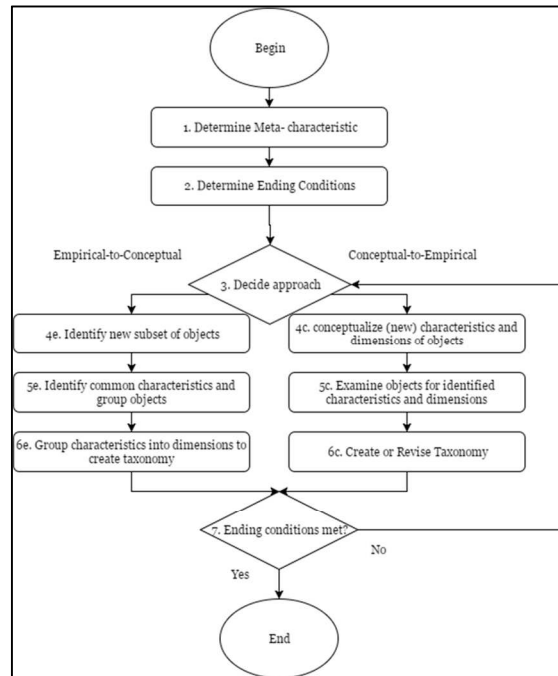 Begin
1. Determine Meta- characteristic
2. Determine Ending Conditions
Empirical-to-Conceptual
Conceptual-to-Empirical
3. Decide approach
4e. Identify new subset of objects
5e. Identify common characteristics and
group objects
6e. Group characteristics into dimensions to
create taxonomy
4c. conceptualize (new) characteristics and
dimensions of objects
5c. Examine objects for identified
characteristics and dimensions
6c. Create or Revise Taxonomy
7. Ending conditions met?
No
Yes
End